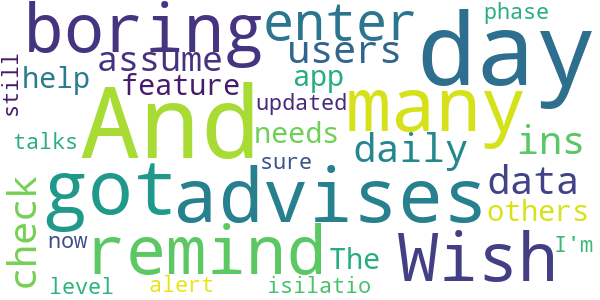 boring enter day phase
still assume users
help feature app
And updated many
talks needs daily ins
sure
got advises data
check others
now remind The Wish I'm
level alert isilatio